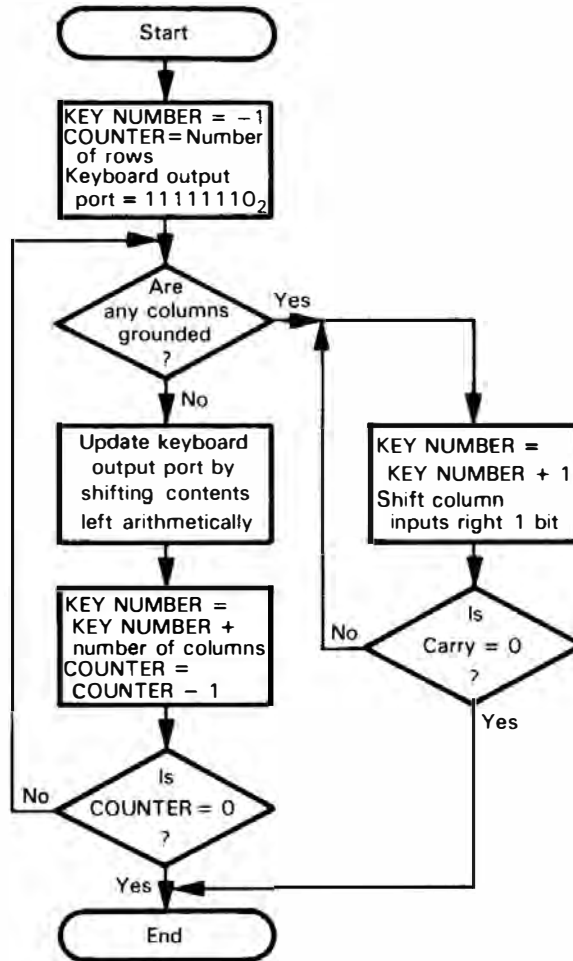 Start
KEY NUMBER = −1
COUNTER = Number
of rows
Keyboard output
port = 11111110₂
Are
any columns
grounded
?
Yes
No
Update keyboard
output port by
shifting contents
left arithmetically
KEY NUMBER =
KEY NUMBER + 1
Shift column
inputs right 1 bit
KEY NUMBER =
KEY NUMBER +
number of columns
COUNTER =
COUNTER − 1
Is
Carry = 0
?
No
Yes
Is
COUNTER = 0
?
No
Yes
End